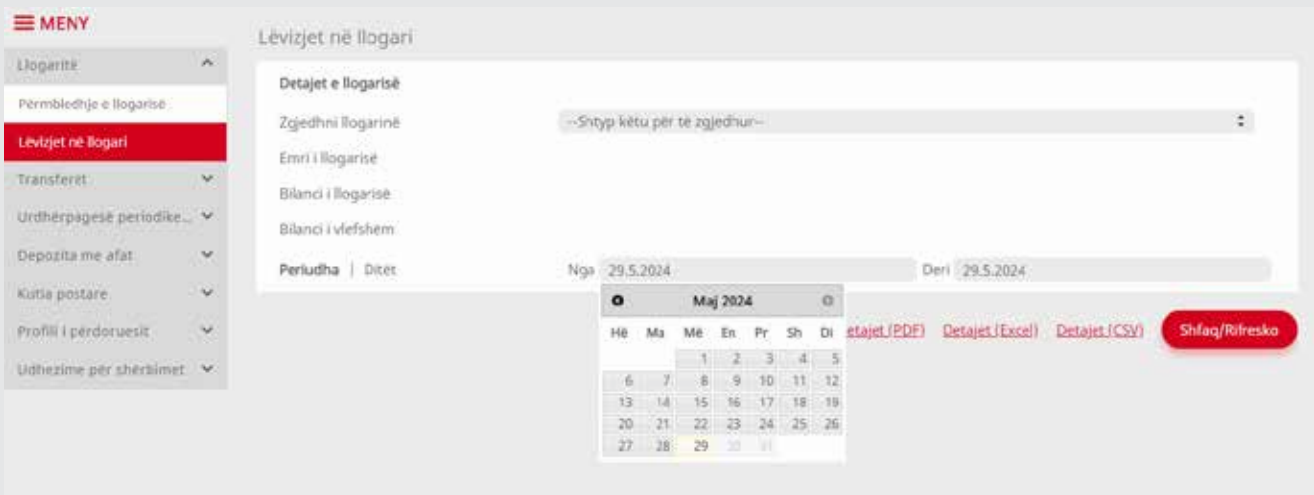 MENY
Llogaritë
Përmbledhje e llogarisë
Lëvizjet në llogari
Transferët
Urdhërpagesë periodike...
Depozita me afat
Kutia postare
Profili i përdoruesit
Udhëzime për shërbimet
Lëvizjet në llogari
Detajet e llogarisë
Zgjedhni llogarinë --Shtyp këtu për të zgjedhur--
Emri i llogarisë
Bilanci i llogarisë
Bilanci i vlefshëm
Periudha | Ditët Nga 29.5.2024 Deri 29.5.2024
Maj 2024
Hë Ma Më En Pr Sh Di
1 2 3 4 5
6 7 8 9 10 11 12
13 14 15 16 17 18 19
20 21 22 23 24 25 26
27 28 29 30 31
etajet (PDF) Detajet (Excel) Detajet (CSV) Shfaq/Rifresko